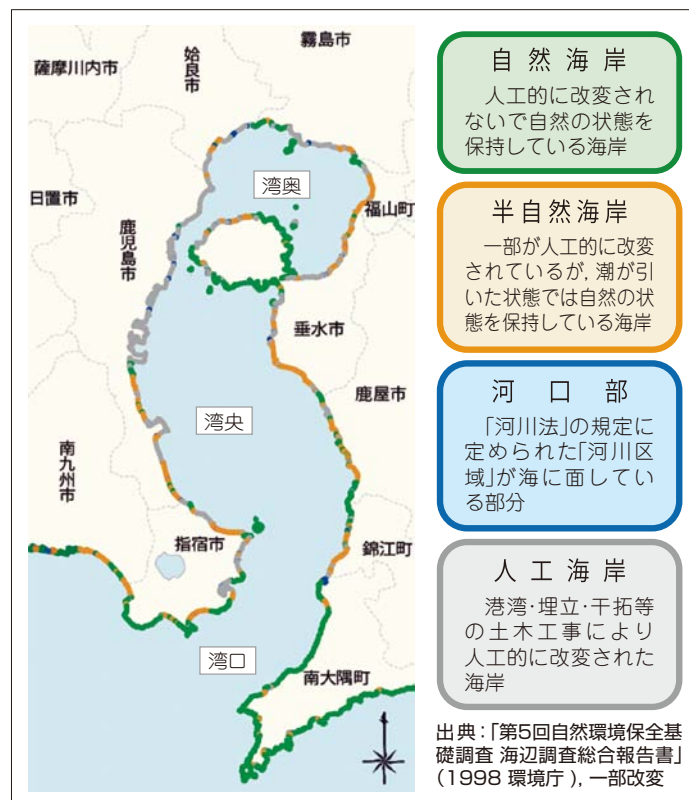 霧島市
姶良市
薩摩川内市
湾奥
日置市
福山町
鹿児島市
垂水市
鹿屋市
湾央
南九州市
指宿市
錦江町
湾口
南大隅町
自然海岸
人工的に改変され
ないで自然の状態を
保持している海岸
半自然海岸
一部が人工的に改変
されているが,潮が引
いた状態では自然の状
態を保持している海岸
河口部
「河川法」の規定に
定められた「河川区
域」が海に面してい
る部分
人工海岸
港湾・埋立・干拓等
の土木工事により
人工的に改変された
海岸
出典:「第5回自然環境保全基
礎調査 海辺調査総合報告書」
(1998 環境庁), 一部改変